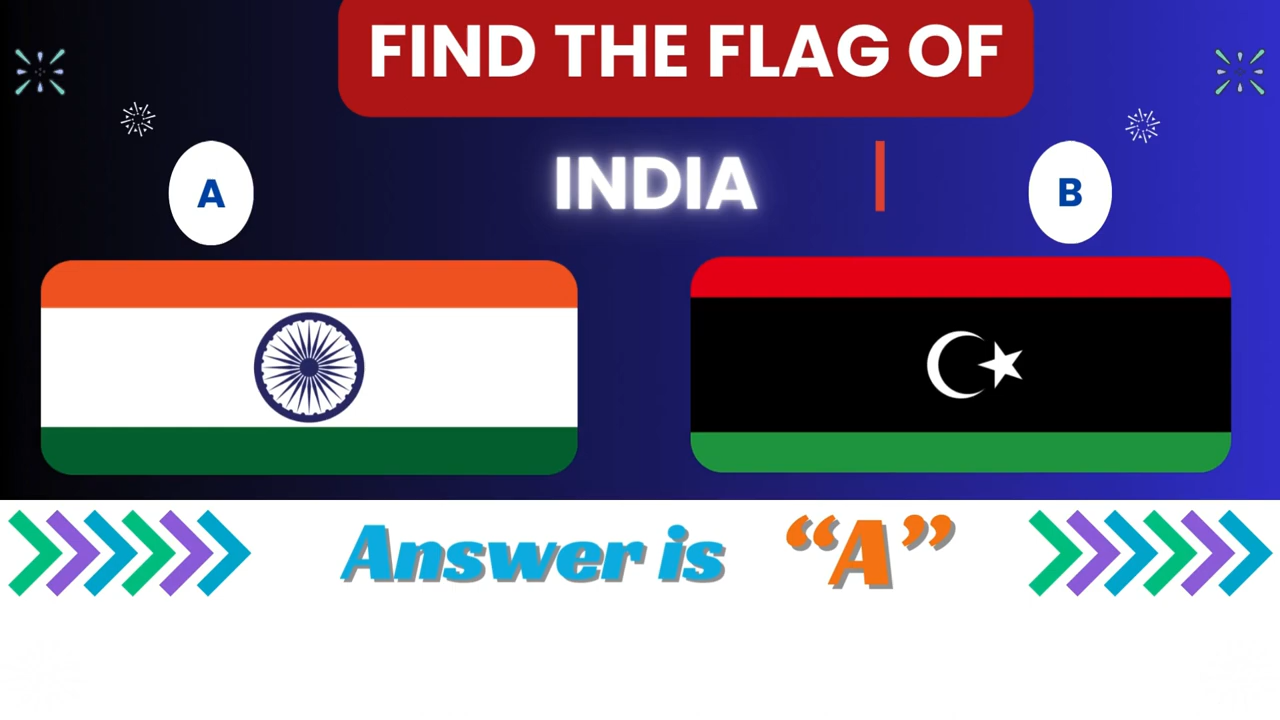 FIND THE FLAG OF
INDIA
A
B
Answer is “A”